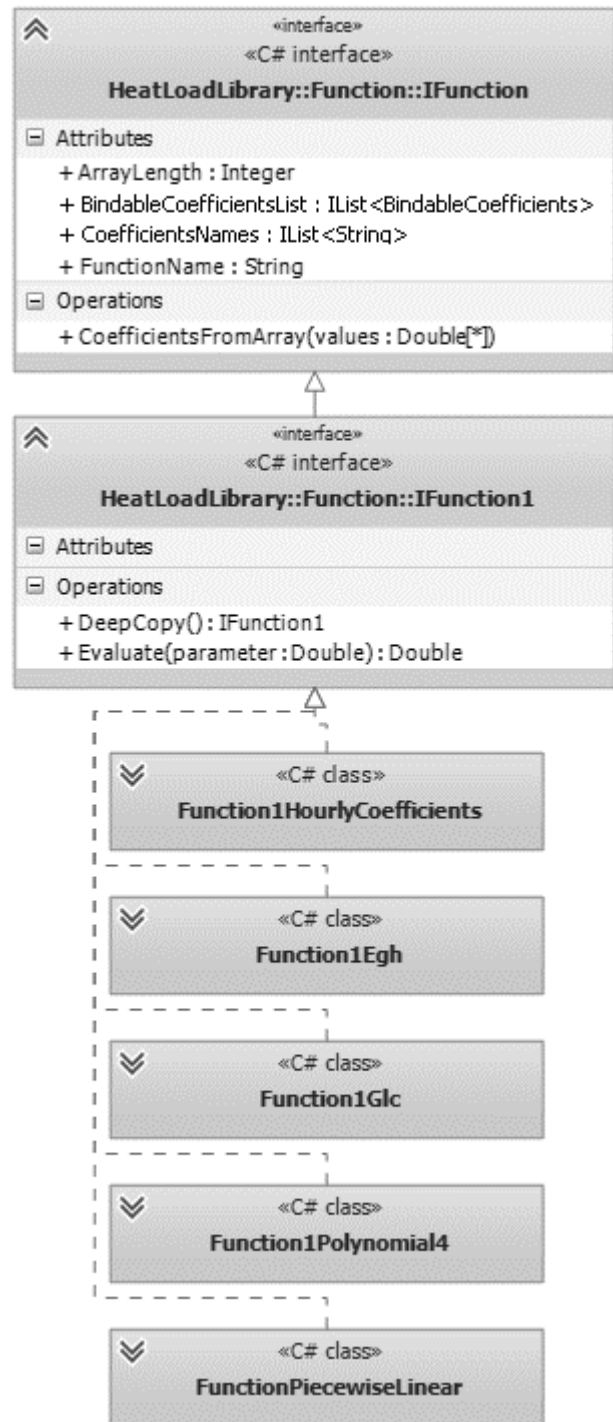 «interface»
«C# interface»
HeatLoadLibrary::Function::IFunction
Attributes
+ ArrayLength : Integer
+ BindableCoefficientsList : IList<BindableCoefficients>
+ CoefficientsNames : IList<String>
+ FunctionName : String
Operations
+ CoefficientsFromArray(values : Double[*])
«interface»
«C# interface»
HeatLoadLibrary::Function::IFunction1
Attributes
Operations
+ DeepCopy() : IFunction1
+ Evaluate(parameter : Double) : Double
«C# class»
Function1HourlyCoefficients
«C# class»
Function1Egh
«C# class»
Function1Glc
«C# class»
Function1Polynomial4
«C# class»
FunctionPiecewiseLinear